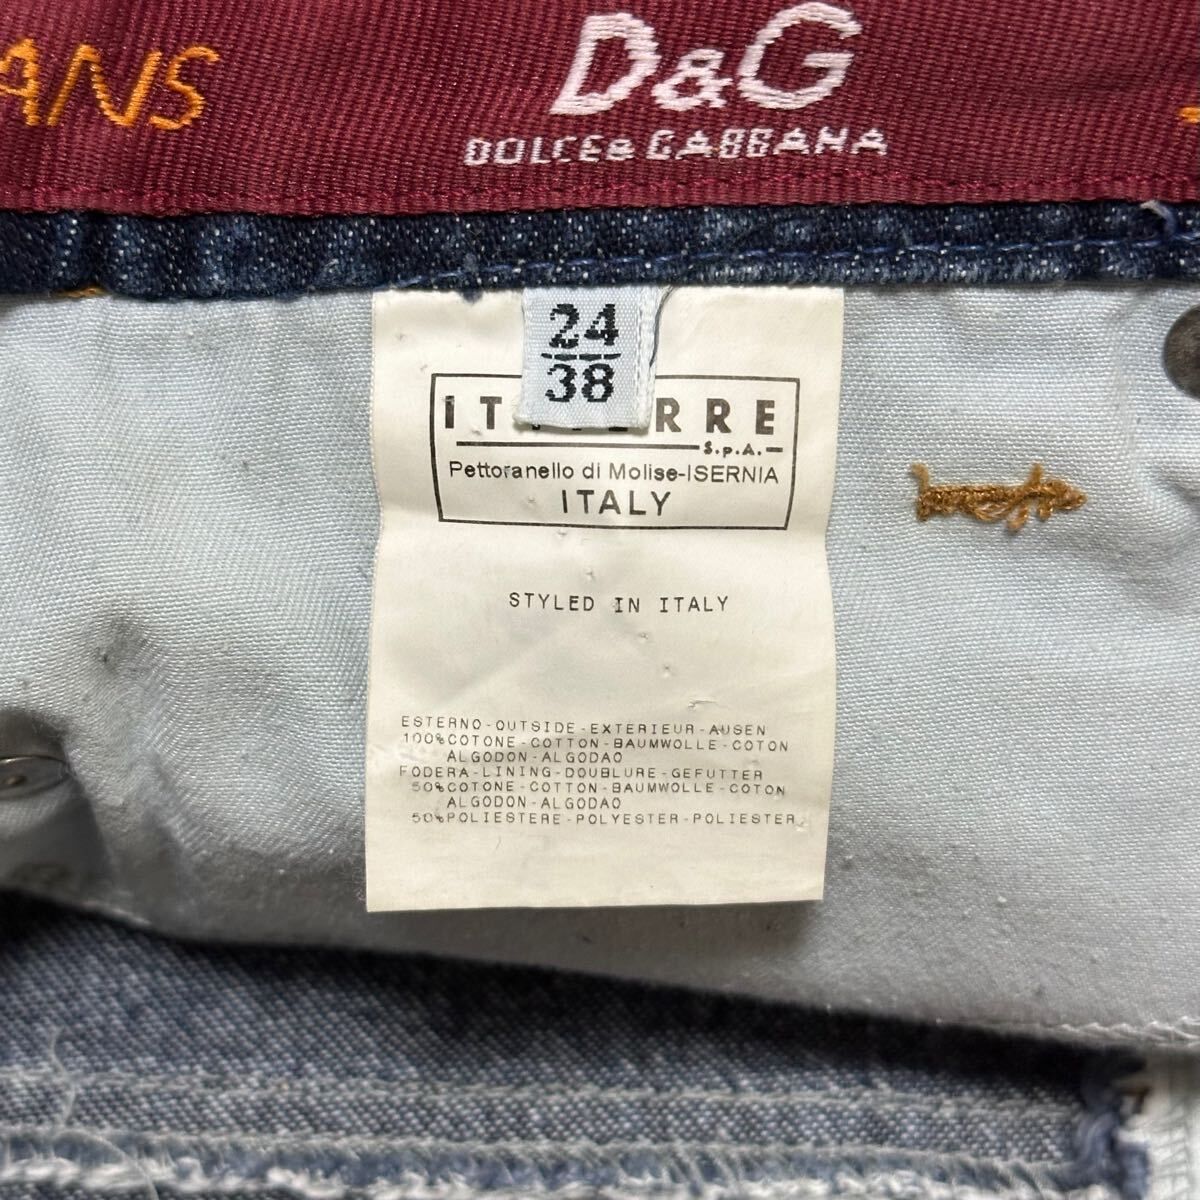 ANS
D&G
DOLCE & GABBANA
24
38
IT RRE
S.p.A.
Pettoranello di Molise-ISERNIA
ITALY
STYLED IN ITALY
ESTERNO-OUTSIDE-EXTERIEUR-AUSEN
100%COTONE-COTTON-BAUMWOLLE-COTON
ALGODON-ALGODAO
FODERA-LINING-DOUBLURE-GEFUTTER
50%COTONE-COTTON-BAUMWOLLE-COTON
ALGODON-ALGODAO
50%POLIESTERE-POLYESTER-POLIESTER